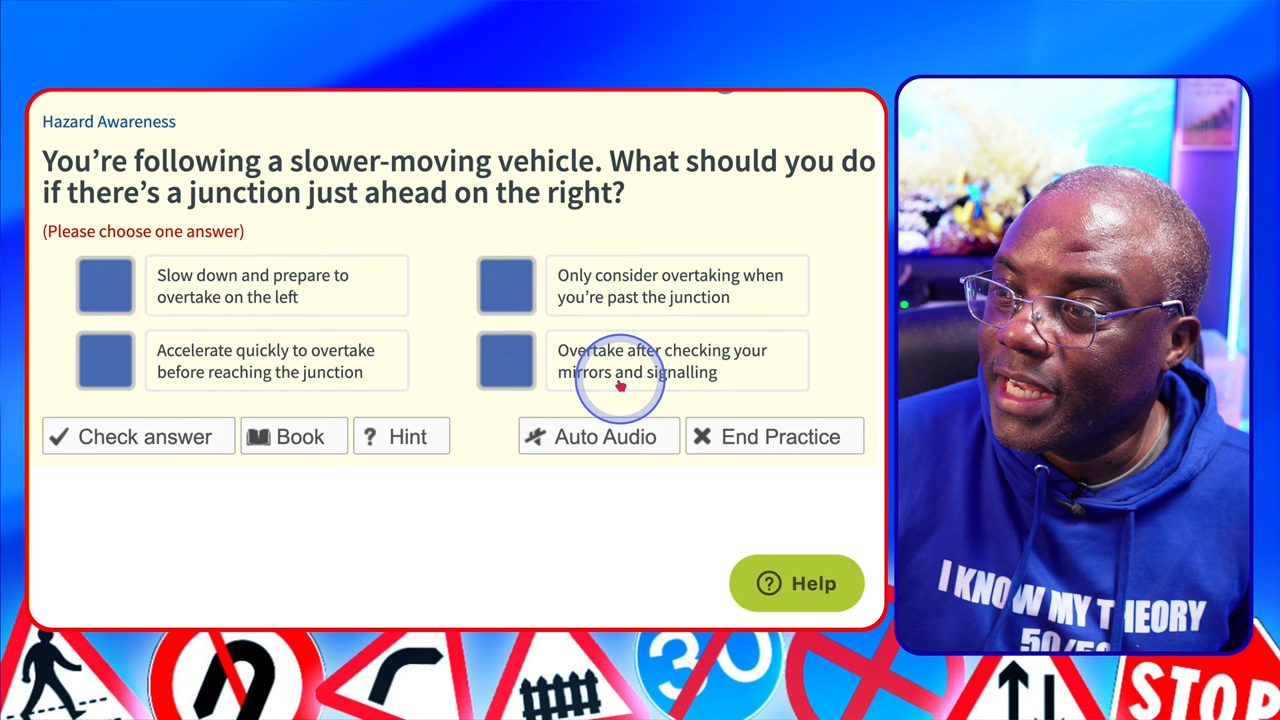 Hazard Awareness
You’re following a slower-moving vehicle. What should you do
if there’s a junction just ahead on the right?
(Please choose one answer)
Slow down and prepare to
overtake on the left
Only consider overtaking when
you’re past the junction
Accelerate quickly to overtake
before reaching the junction
Overtake after checking your
mirrors and signalling
Check answer
Book
? Hint
Auto Audio
End Practice
? Help
I KNOW MY THEORY
30
STOP